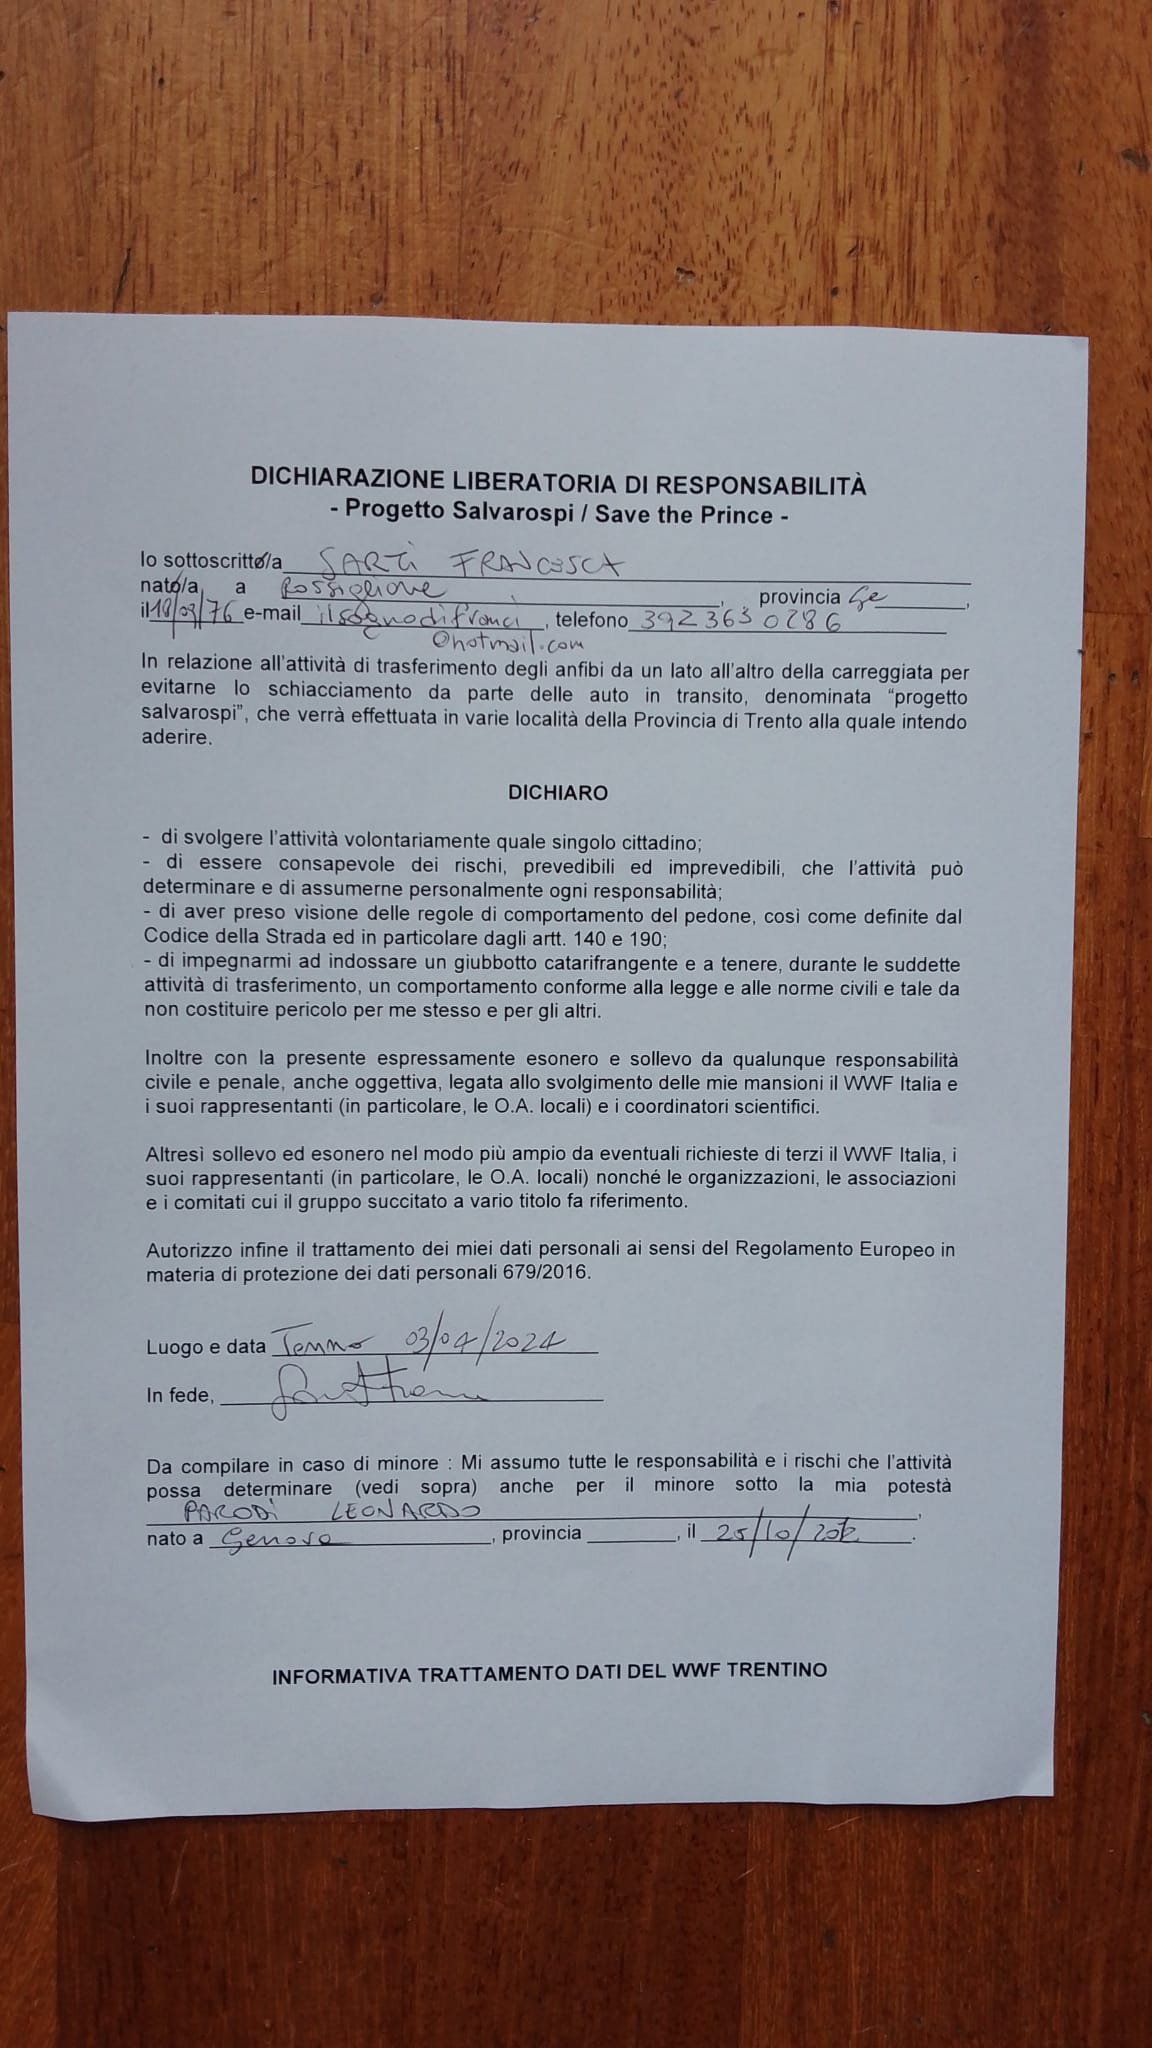 DICHIARAZIONE LIBERATORIA DI RESPONSABILITÀ
- Progetto Salvarospi / Save the Prince -
Io sottoscritto/a SARTI FRANCESCA
nato/a a Rossiglione, provincia Ge,
il 18/09/76 e-mail ilsognodifranci, telefono 3923630286
@hotmail.com
In relazione all'attività di trasferimento degli anfibi da un lato all'altro della carreggiata per
evitarne lo schiacciamento da parte delle auto in transito, denominata “progetto
salvarospi”, che verrà effettuata in varie località della Provincia di Trento alla quale intendo
aderire.
DICHIARO
- di svolgere l'attività volontariamente quale singolo cittadino;
- di essere consapevole dei rischi, prevedibili ed imprevedibili, che l'attività può
determinare e di assumerne personalmente ogni responsabilità;
- di aver preso visione delle regole di comportamento del pedone, così come definite dal
Codice della Strada ed in particolare dagli artt. 140 e 190;
- di impegnarmi ad indossare un giubbotto catarifrangente e a tenere, durante le suddette
attività di trasferimento, un comportamento conforme alla legge e alle norme civili e tale da
non costituire pericolo per me stesso e per gli altri.
Inoltre con la presente espressamente esonero e sollevo da qualunque responsabilità
civile e penale, anche oggettiva, legata allo svolgimento delle mie mansioni il WWF Italia e
i suoi rappresentanti (in particolare, le O.A. locali) e i coordinatori scientifici.
Altresì sollevo ed esonero nel modo più ampio da eventuali richieste di terzi il WWF Italia, i
suoi rappresentanti (in particolare, le O.A. locali) nonché le organizzazioni, le associazioni
e i comitati cui il gruppo succitato a vario titolo fa riferimento.
Autorizzo infine il trattamento dei miei dati personali ai sensi del Regolamento Europeo in
materia di protezione dei dati personali 679/2016.
Luogo e data Tenno 03/04/2024
In fede,
Da compilare in caso di minore : Mi assumo tutte le responsabilità e i rischi che l'attività
possa determinare (vedi sopra) anche per il minore sotto la mia potestà
PARODI LEONARDO,
nato a Genova, provincia , il 25/10/.
INFORMATIVA TRATTAMENTO DATI DEL WWF TRENTINO